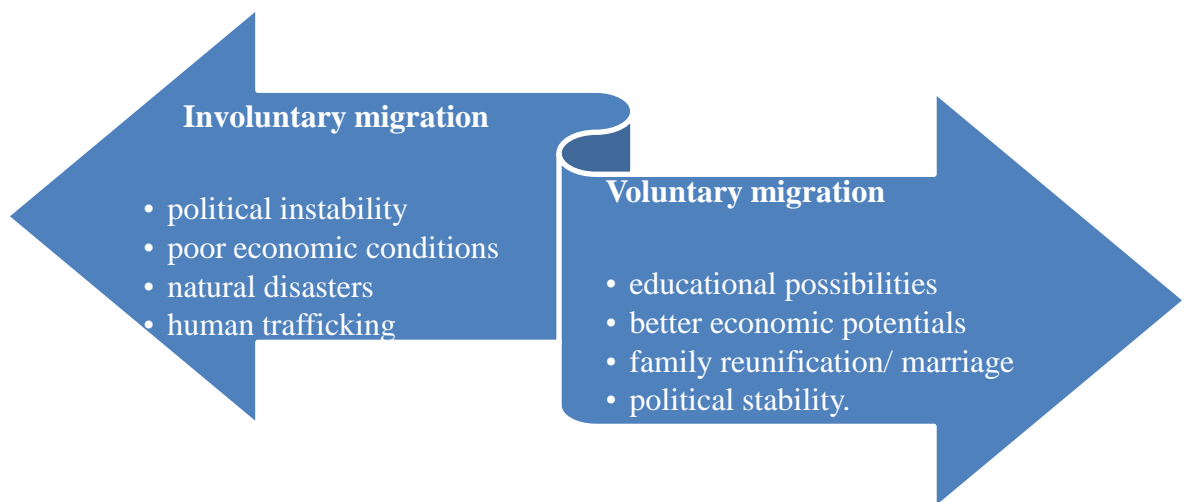 Involuntary migration
• political instability
• poor economic conditions
• natural disasters
• human trafficking
Voluntary migration
• educational possibilities
• better economic potentials
• family reunification/ marriage
• political stability.